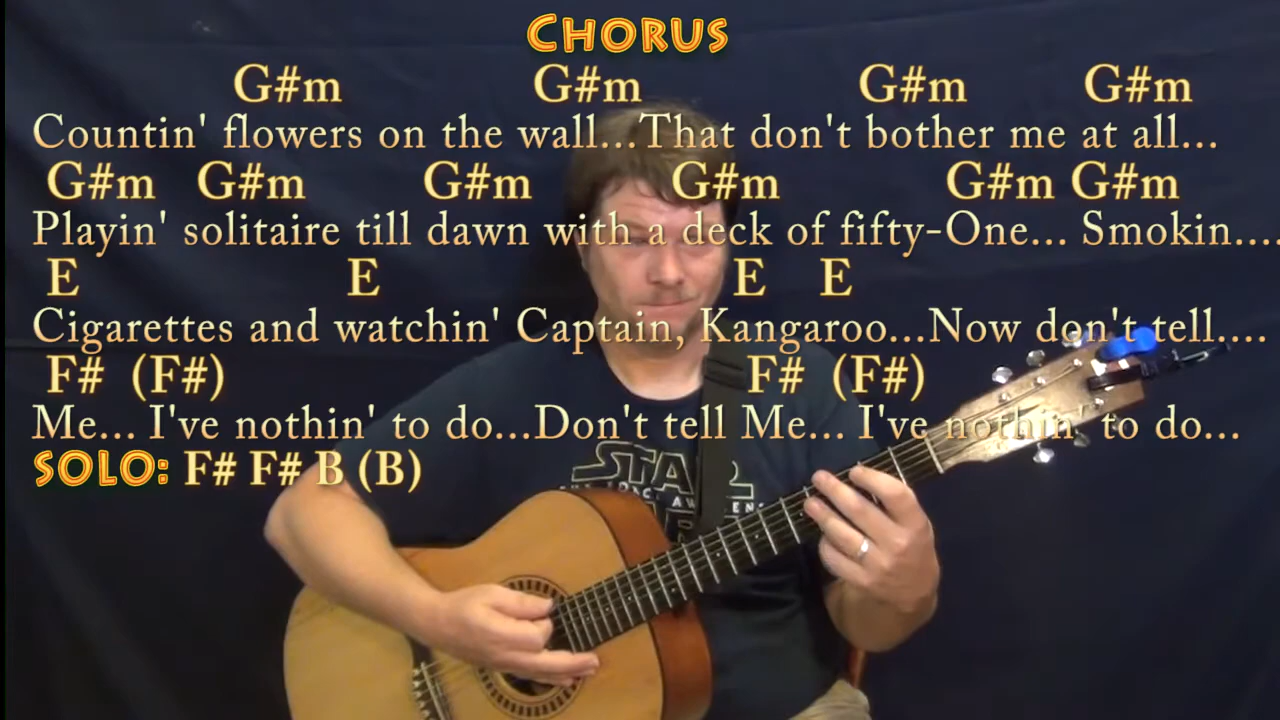 CHORUS
G#m G#m G#m G#m
Countin' flowers on the wall...That don't bother me at all...
G#m G#m G#m G#m G#m G#m
Playin' solitaire till dawn with a deck of fifty-One... Smokin....
E E E E
Cigarettes and watchin' Captain, Kangaroo...Now don't tell....
F# (F#) F# (F#)
Me... I've nothin' to do...Don't tell Me... I've nothin' to do...
SOLO: F# F# B (B)
STAR